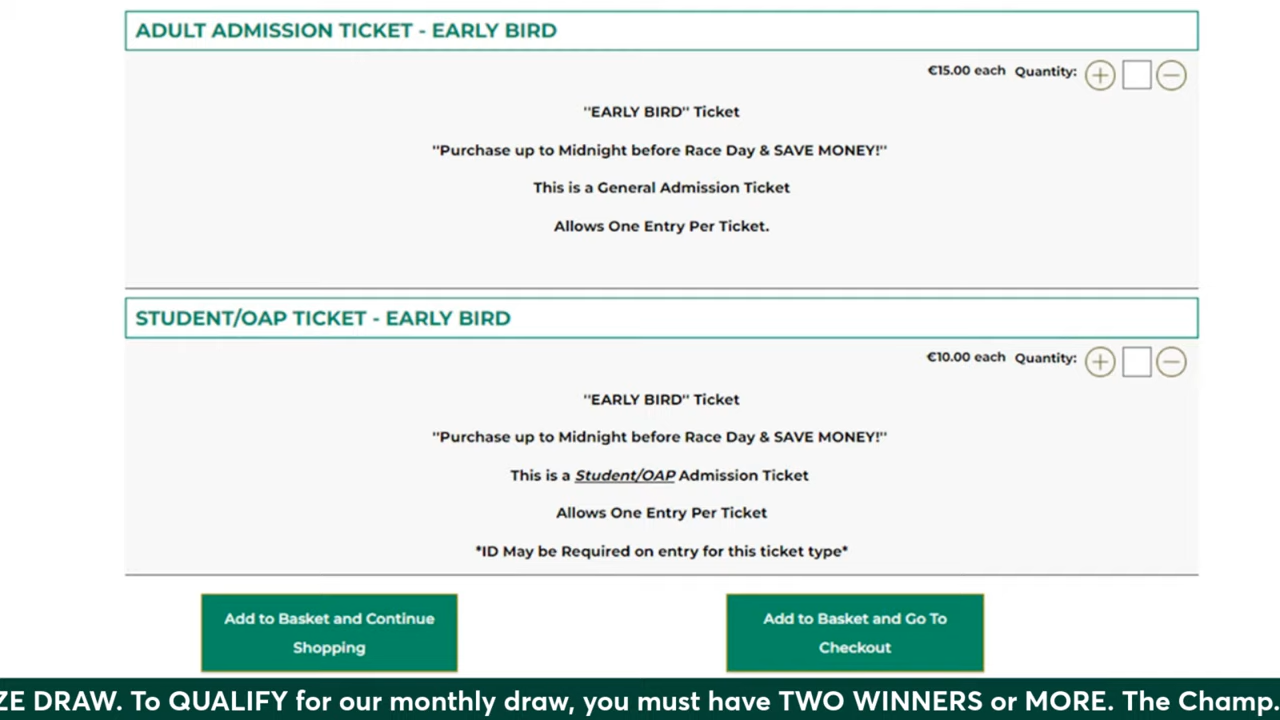 ADULT ADMISSION TICKET - EARLY BIRD
€15.00 each Quantity:
"EARLY BIRD" Ticket
"Purchase up to Midnight before Race Day & SAVE MONEY!"
This is a General Admission Ticket
Allows One Entry Per Ticket.
STUDENT/OAP TICKET - EARLY BIRD
€10.00 each Quantity:
"EARLY BIRD" Ticket
"Purchase up to Midnight before Race Day & SAVE MONEY!"
This is a Student/OAP Admission Ticket
Allows One Entry Per Ticket
*ID May be Required on entry for this ticket type*
Add to Basket and Continue
Shopping
Add to Basket and Go To
Checkout
ZE DRAW. To QUALIFY for our monthly draw, you must have TWO WINNERS or MORE. The Champ.